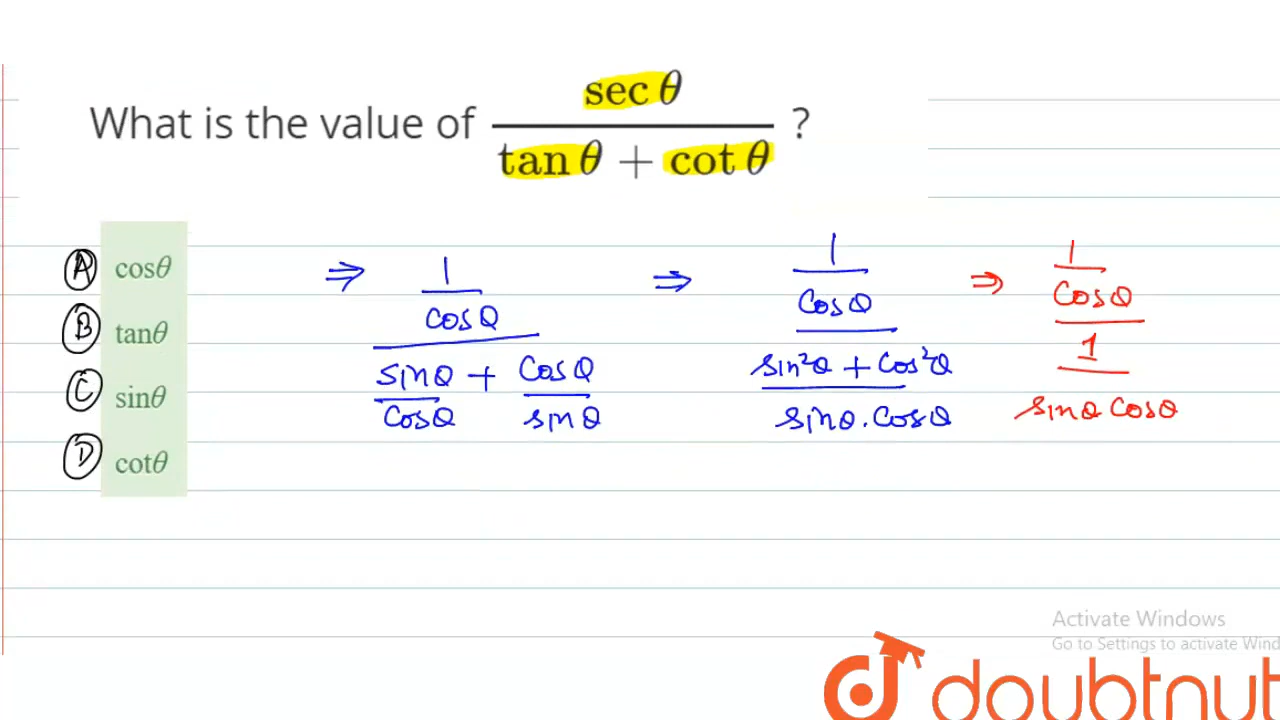 What is the value of sec θ / (tan θ + cot θ) ?
A cosθ
B tanθ
C sinθ
D cotθ
⇒ (1/cosθ) / (sinθ/cosθ + cosθ/sinθ)
⇒ (1/cosθ) / ((sin²θ + cos²θ)/(sinθ.cosθ))
⇒ (1/cosθ) / (1/(sinθ cosθ))
Activate Windows
Go to Settings to activate Wind
doubtnut